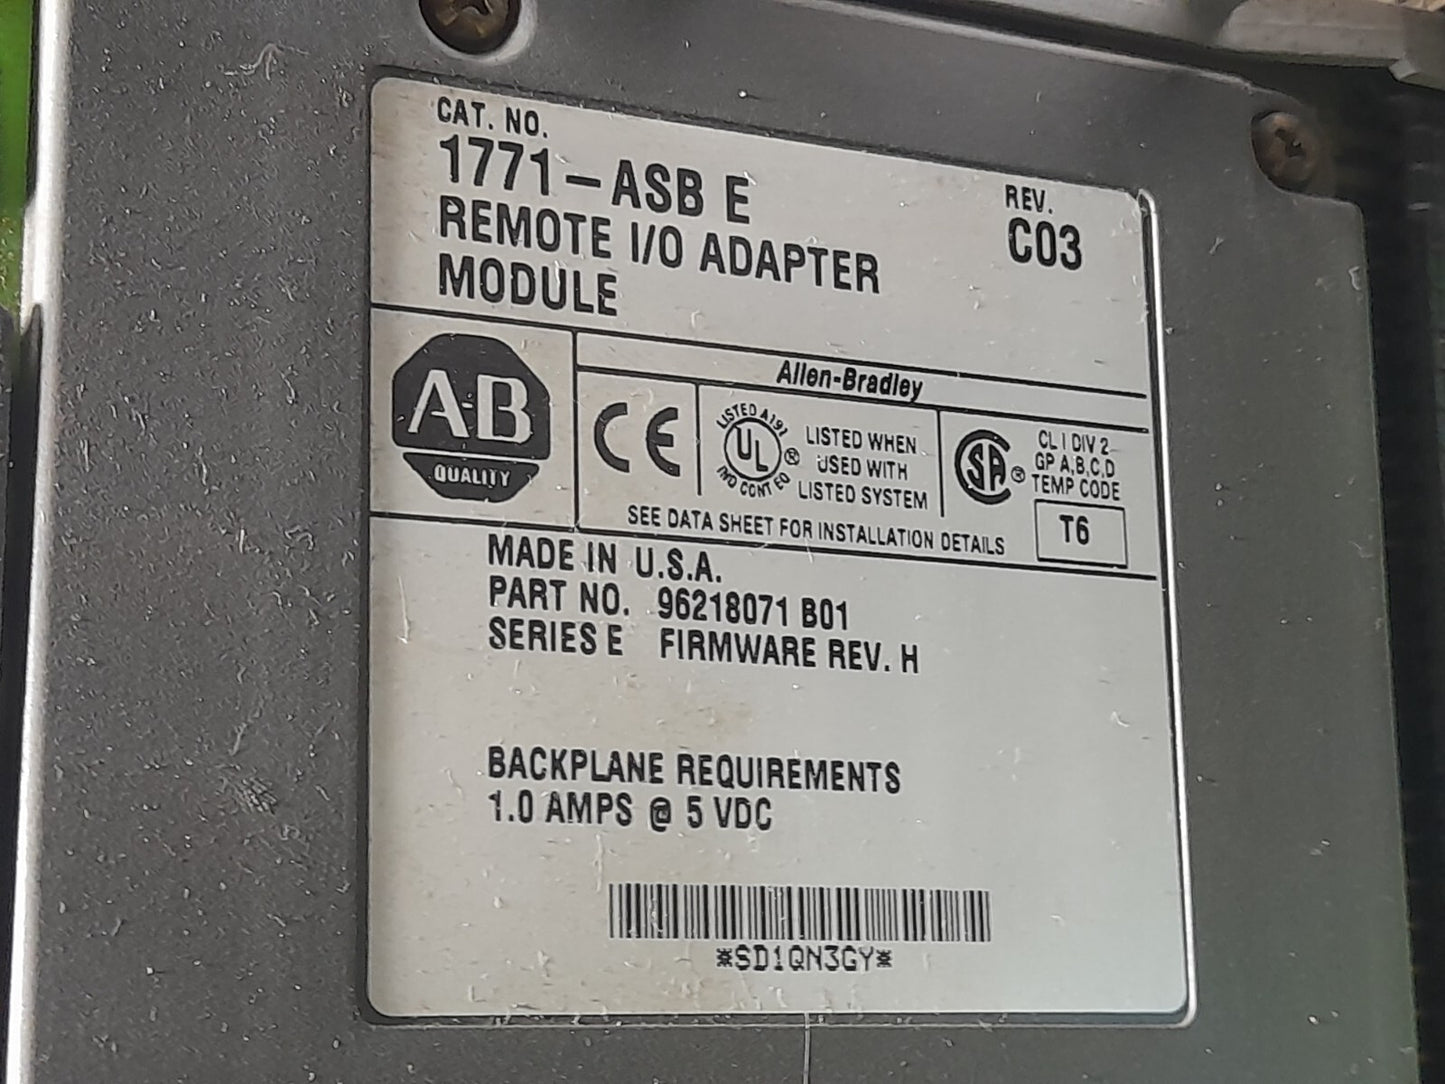 CAT. NO.
1771-ASB E
REMOTE I/O ADAPTER
MODULE
REV.
C03
A-B
QUALITY
Allen-Bradley
CE
LISTED A197
UL ®
IND CONT EQ
LISTED WHEN
USED WITH
LISTED SYSTEM
SA ®
CL I DIV 2
GP A,B,C,D
TEMP CODE
T6
SEE DATA SHEET FOR INSTALLATION DETAILS
MADE IN U.S.A.
PART NO. 96218071 B01
SERIES E FIRMWARE REV. H
BACKPLANE REQUIREMENTS
1.0 AMPS @ 5 VDC
*SD1QN3GY*